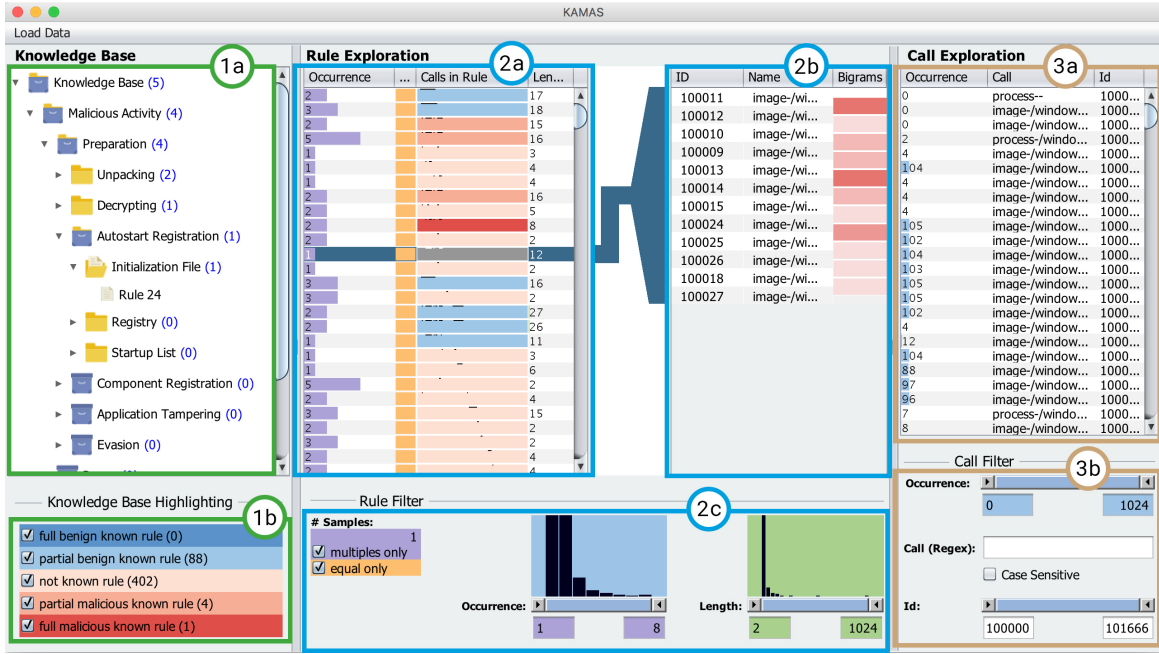 KAMAS
Load Data
Knowledge Base
1a
Knowledge Base (5)
Malicious Activity (4)
Preparation (4)
Unpacking (2)
Decrypting (1)
Autostart Registration (1)
Initialization File (1)
Rule 24
Registry (0)
Startup List (0)
Component Registration (0)
Application Tampering (0)
Evasion (0)
Knowledge Base Highlighting
1b
full benign known rule (0)
partial benign known rule (88)
not known rule (402)
partial malicious known rule (4)
full malicious known rule (1)
Rule Exploration
2a
Occurrence ... Calls in Rule Len...
2 17
3 18
2 15
5 16
1 3
1 4
1 4
2 16
2 5
2 8
2 2
1 12
1 2
3 16
3 2
2 27
2 26
1 11
1 3
1 6
5 2
2 4
3 15
2 2
3 2
2 4
2 4
2b
ID Name Bigrams
100011 image-/wi...
100012 image-/wi...
100010 image-/wi...
100009 image-/wi...
100013 image-/wi...
100014 image-/wi...
100015 image-/wi...
100024 image-/wi...
100025 image-/wi...
100026 image-/wi...
100018 image-/wi...
100027 image-/wi...
Rule Filter
2c
# Samples:
1
multiples only
equal only
Occurrence:
1 8
Length:
2 1024
Call Exploration
3a
Occurrence Call Id
0 process-- 1000...
0 image-/window... 1000...
0 image-/window... 1000...
2 process-/windo... 1000...
4 image-/window... 1000...
104 image-/window... 1000...
4 image-/window... 1000...
4 image-/window... 1000...
4 image-/window... 1000...
105 image-/window... 1000...
102 image-/window... 1000...
104 image-/window... 1000...
103 image-/window... 1000...
105 image-/window... 1000...
105 image-/window... 1000...
102 image-/window... 1000...
4 image-/window... 1000...
12 image-/window... 1000...
104 image-/window... 1000...
88 image-/window... 1000...
97 image-/window... 1000...
96 image-/window... 1000...
7 process-/windo... 1000...
8 image-/window... 1000...
Call Filter
3b
Occurrence:
0 1024
Call (Regex):
Case Sensitive
Id:
100000 101666